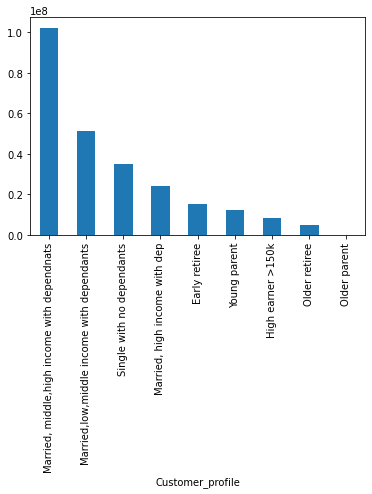 1e8
1.0
0.8
0.6
0.4
0.2
0.0
Married, middle,high income with dependnats
Married,low,middle income with dependants
Single with no dependants
Married, high income with dep
Early retiree
Young parent
High earner >150k
Older retiree
Older parent
Customer_profile